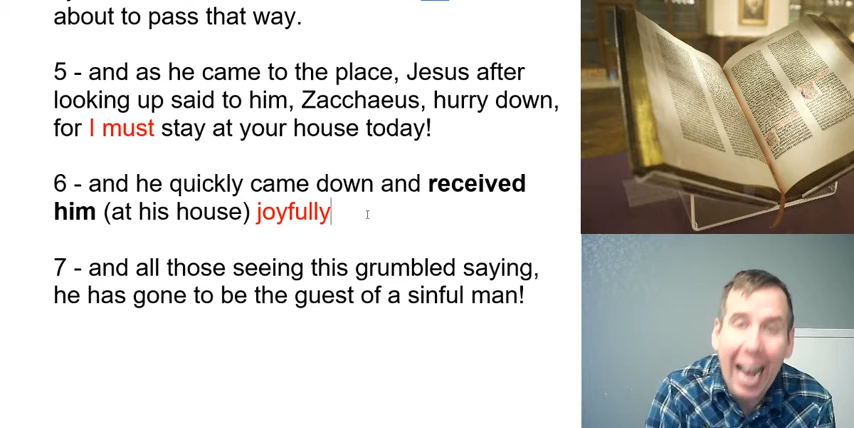 about to pass that way.
5 - and as he came to the place, Jesus after
looking up said to him, Zacchaeus, hurry down,
for I must stay at your house today!
6 - and he quickly came down and received
him (at his house) joyfully
7 - and all those seeing this grumbled saying,
he has gone to be the guest of a sinful man!